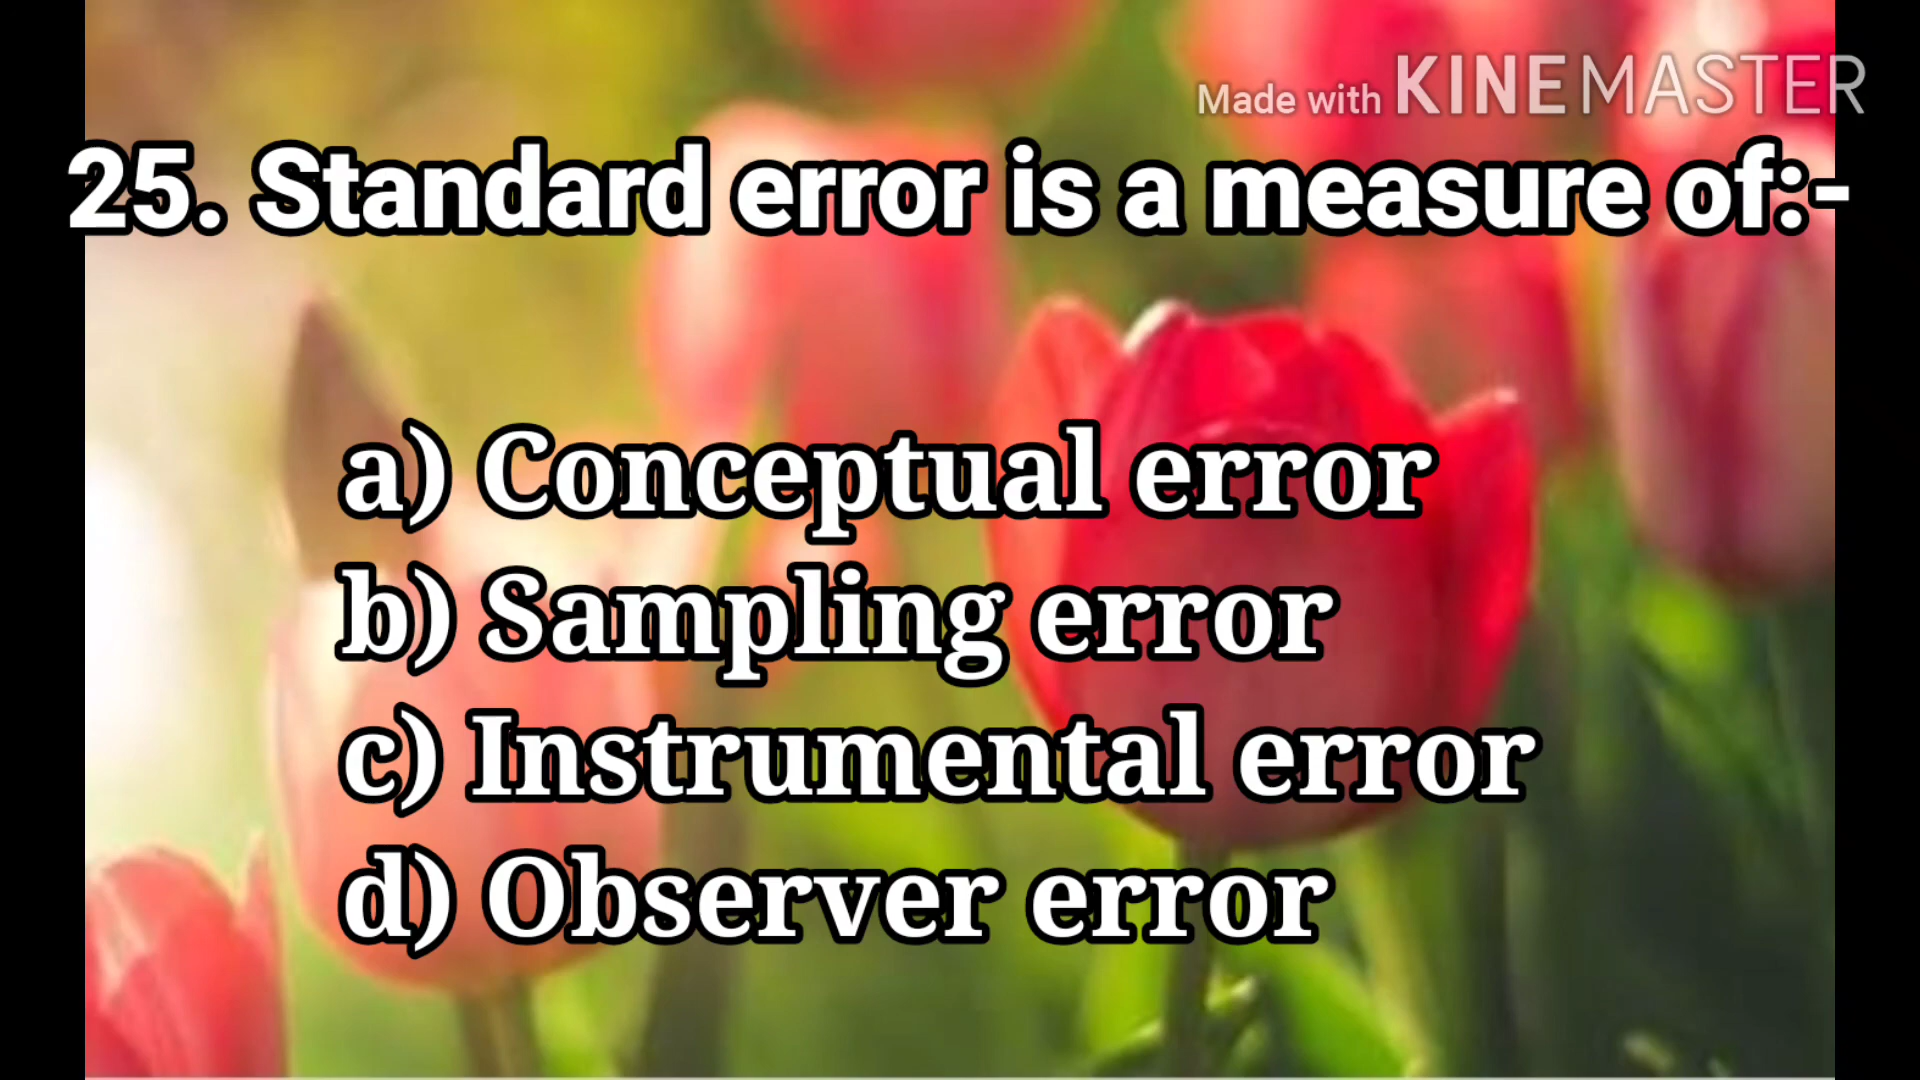 Made with KINEMASTER
25. Standard error is a measure of:-
a) Conceptual error
b) Sampling error
c) Instrumental error
d) Observer error